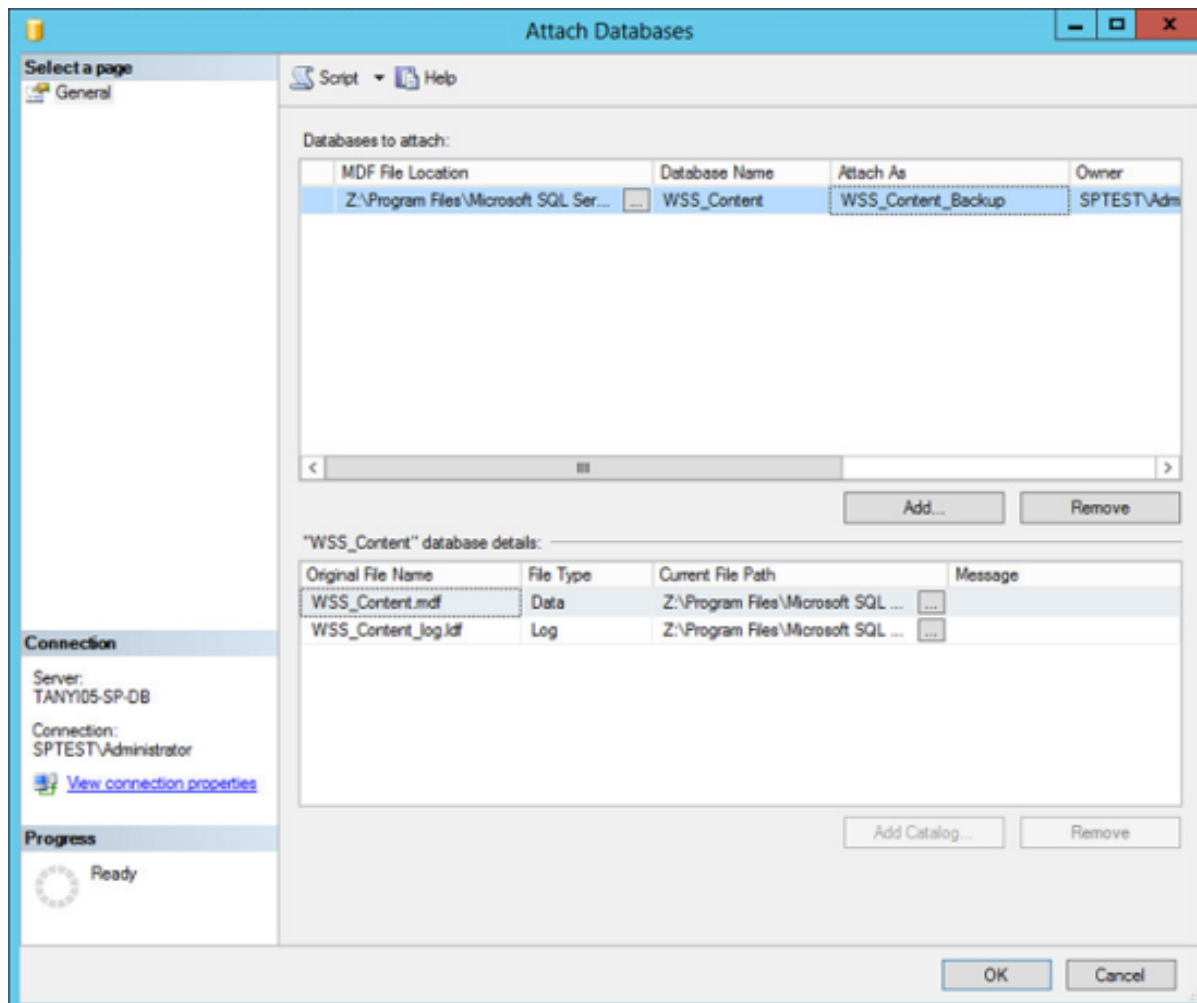 Attach Databases
Select a page
General
Script Help
Databases to attach:
MDF File Location Database Name Attach As Owner
Z:\Program Files\Microsoft SQL Ser... ... WSS_Content WSS_Content_Backup SPTEST\Adm
Add... Remove
"WSS_Content" database details:
Original File Name File Type Current File Path Message
WSS_Content.mdf Data Z:\Program Files\Microsoft SQL ... ...
WSS_Content_log.ldf Log Z:\Program Files\Microsoft SQL ... ...
Connection
Server:
TANYI05-SP-DB
Connection:
SPTEST\Administrator
View connection properties
Add Catalog... Remove
Progress
Ready
OK Cancel